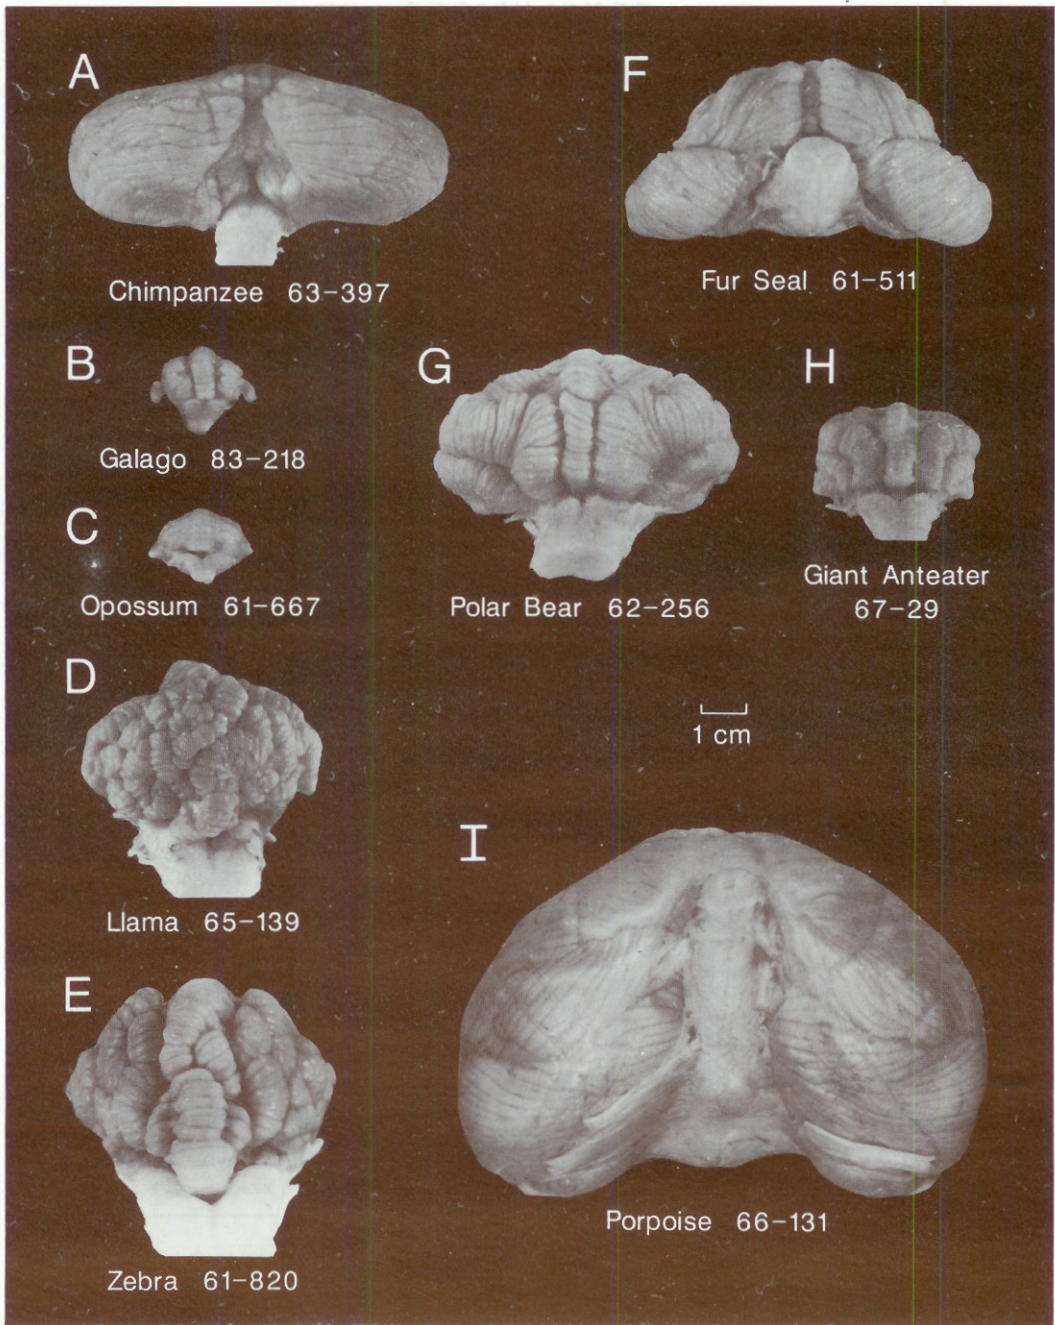 A
Chimpanzee 63-397
B
Galago 83-218
C
Opossum 61-667
D
Llama 65-139
E
Zebra 61-820
F
Fur Seal 61-511
G
Polar Bear 62-256
H
Giant Anteater
67-29
1 cm
I
Porpoise 66-131